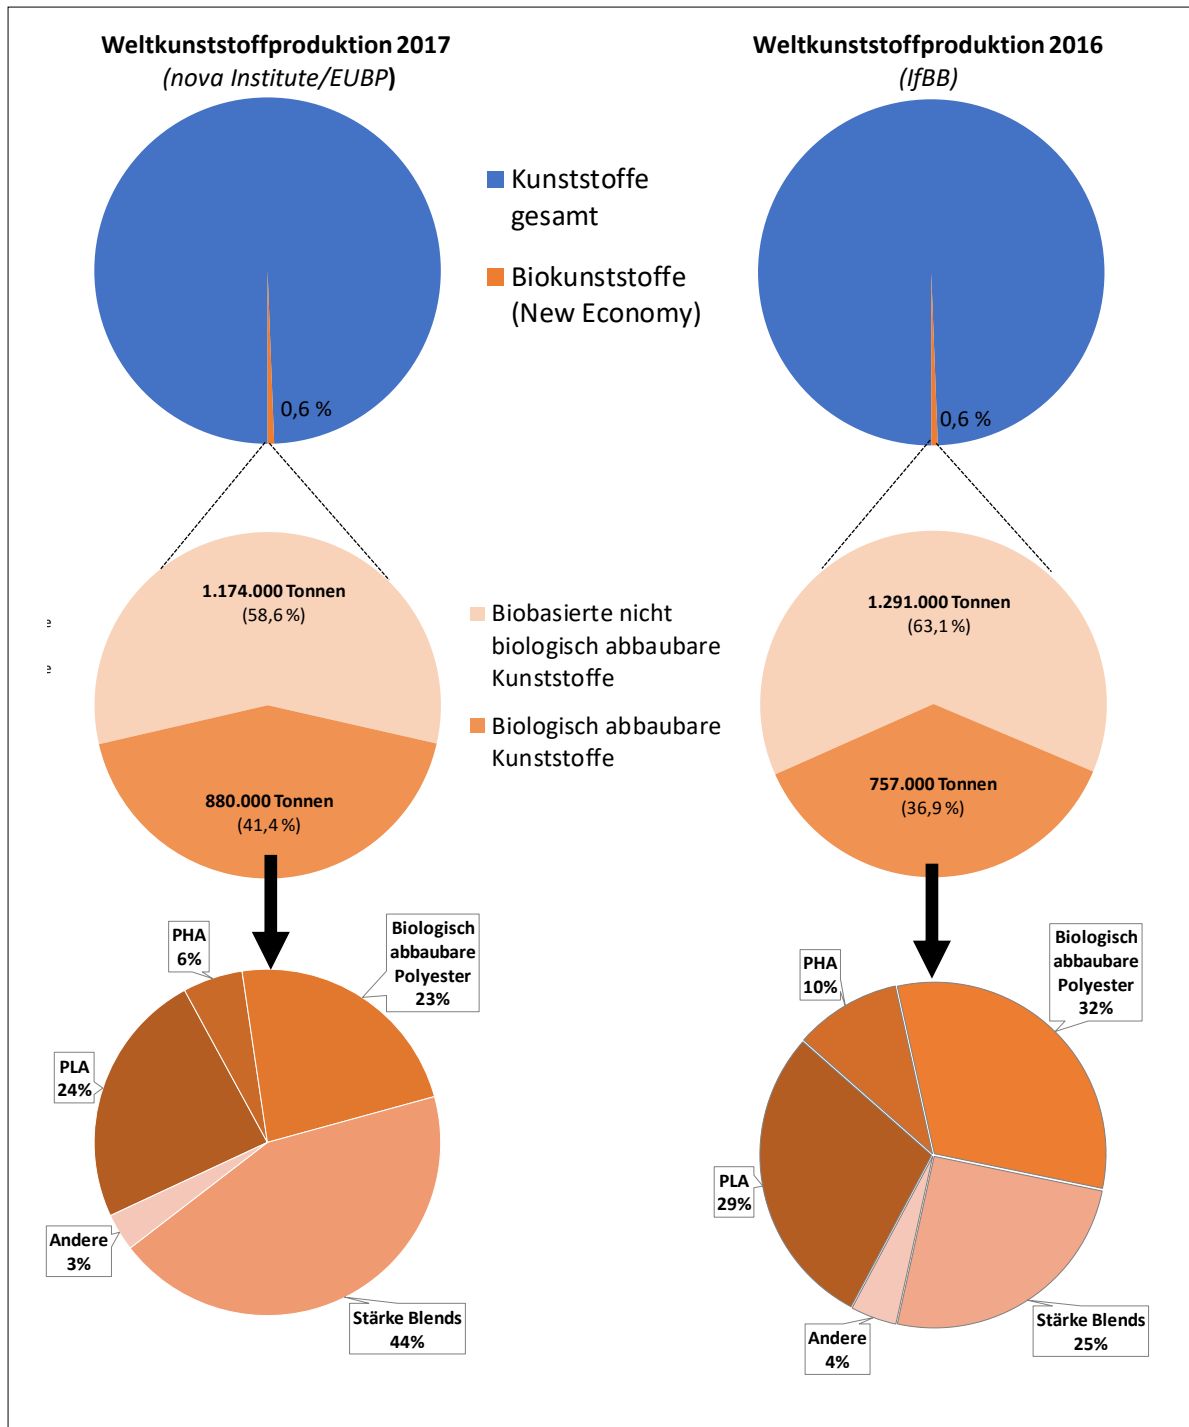 Weltkunststoffproduktion 2017
(nova Institute/EUBP)
Weltkunststoffproduktion 2016
(IfBB)
Kunststoffe
gesamt
Biokunststoffe
(New Economy)
0,6 %
0,6 %
1.174.000 Tonnen
(58,6 %)
1.291.000 Tonnen
(63,1 %)
Biobasierte nicht
biologisch abbaubare
Kunststoffe
Biologisch abbaubare
Kunststoffe
e
e
880.000 Tonnen
(41,4 %)
757.000 Tonnen
(36,9 %)
PHA
6%
Biologisch
abbaubare
Polyester
23%
PLA
24%
Andere
3%
Stärke Blends
44%
PHA
10%
Biologisch
abbaubare
Polyester
32%
PLA
29%
Andere
4%
Stärke Blends
25%